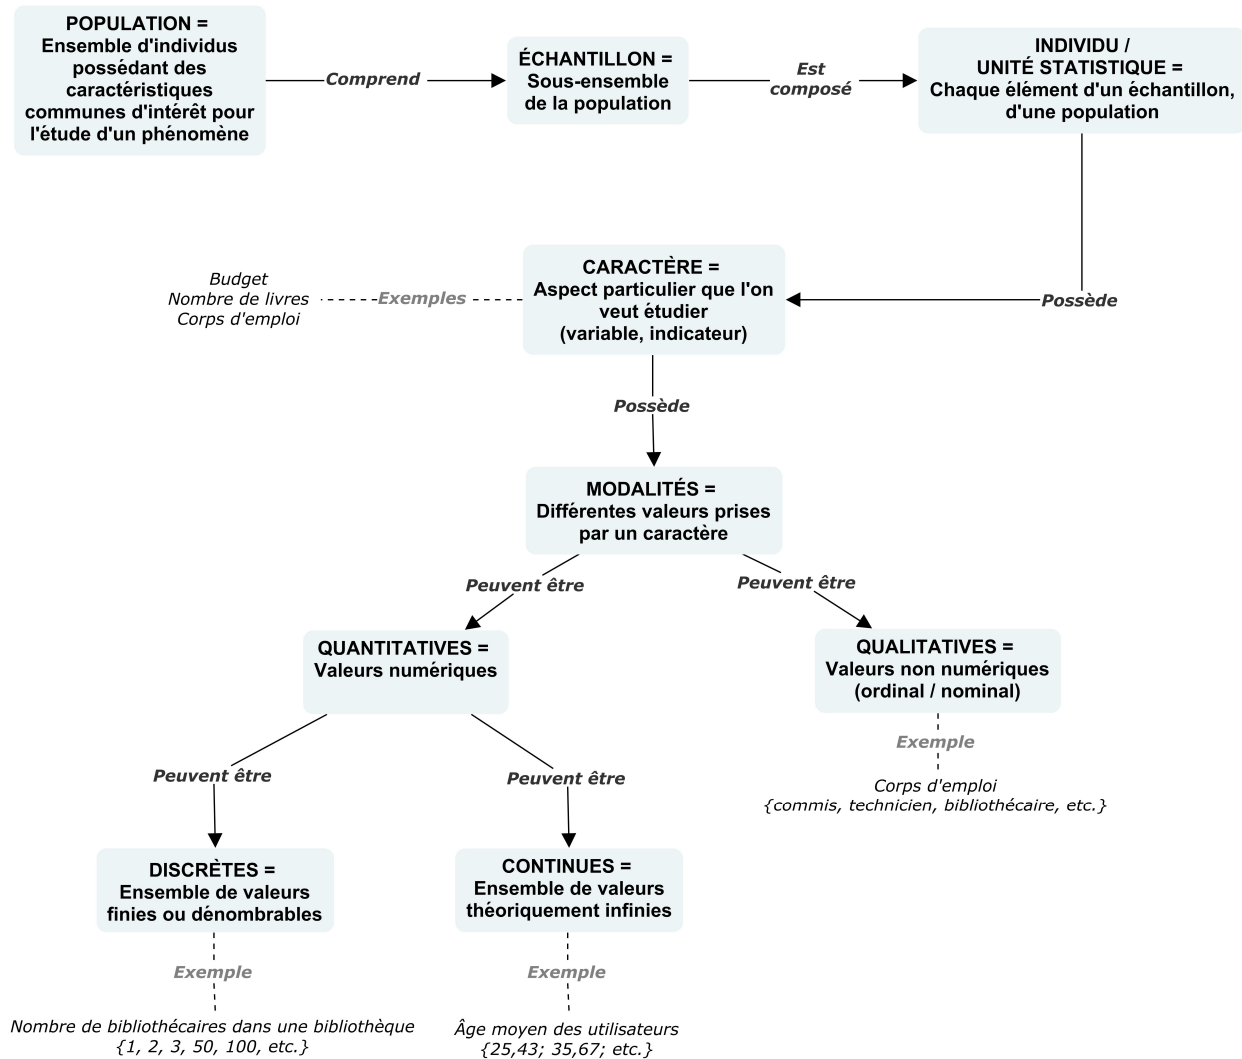 POPULATION =
Ensemble d'individus
possédant des
caractéristiques
communes d'intérêt pour
l'étude d'un phénomène
Comprend
ÉCHANTILLON =
Sous-ensemble
de la population
Est
composé
INDIVIDU /
UNITÉ STATISTIQUE =
Chaque élément d'un échantillon,
d'une population
Possède
CARACTÈRE =
Aspect particulier que l'on
veut étudier
(variable, indicateur)
Exemples
Budget
Nombre de livres
Corps d'emploi
Possède
MODALITÉS =
Différentes valeurs prises
par un caractère
Peuvent être
Peuvent être
QUANTITATIVES =
Valeurs numériques
QUALITATIVES =
Valeurs non numériques
(ordinal / nominal)
Exemple
Corps d'emploi
{commis, technicien, bibliothécaire, etc.}
Peuvent être
Peuvent être
DISCRÈTES =
Ensemble de valeurs
finies ou dénombrables
CONTINUES =
Ensemble de valeurs
théoriquement infinies
Exemple
Exemple
Nombre de bibliothécaires dans une bibliothèque
{1, 2, 3, 50, 100, etc.}
Âge moyen des utilisateurs
{25,43; 35,67; etc.}